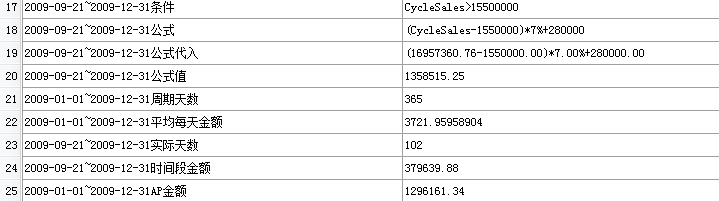 17 2009-09-21~2009-12-31条件 CycleSales>15500000
18 2009-09-21~2009-12-31公式 (CycleSales-1550000)*7%+280000
19 2009-09-21~2009-12-31公式代入 (16957360.76-1550000.00)*7.00%+280000.00
20 2009-09-21~2009-12-31公式值 1358515.25
21 2009-01-01~2009-12-31周期天数 365
22 2009-01-01~2009-12-31平均每天金额 3721.95958904
23 2009-09-21~2009-12-31实际天数 102
24 2009-09-21~2009-12-31时间段金额 379639.88
25 2009-01-01~2009-12-31AP金额 1296161.34